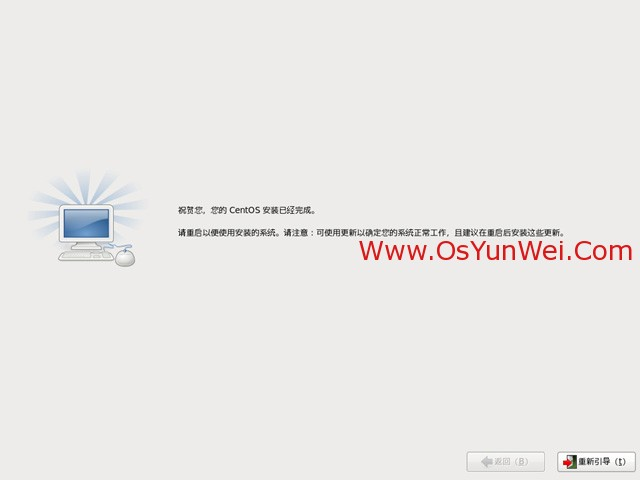 祝贺您，您的 CentOS 安装已经完成。
请重启以便使用安装的系统。请注意：可使用更新以确定您的系统正常工作，且建议在重启后安装这些更新。
Www.OsYunWei.Com
返回（B）
重新引导（t）